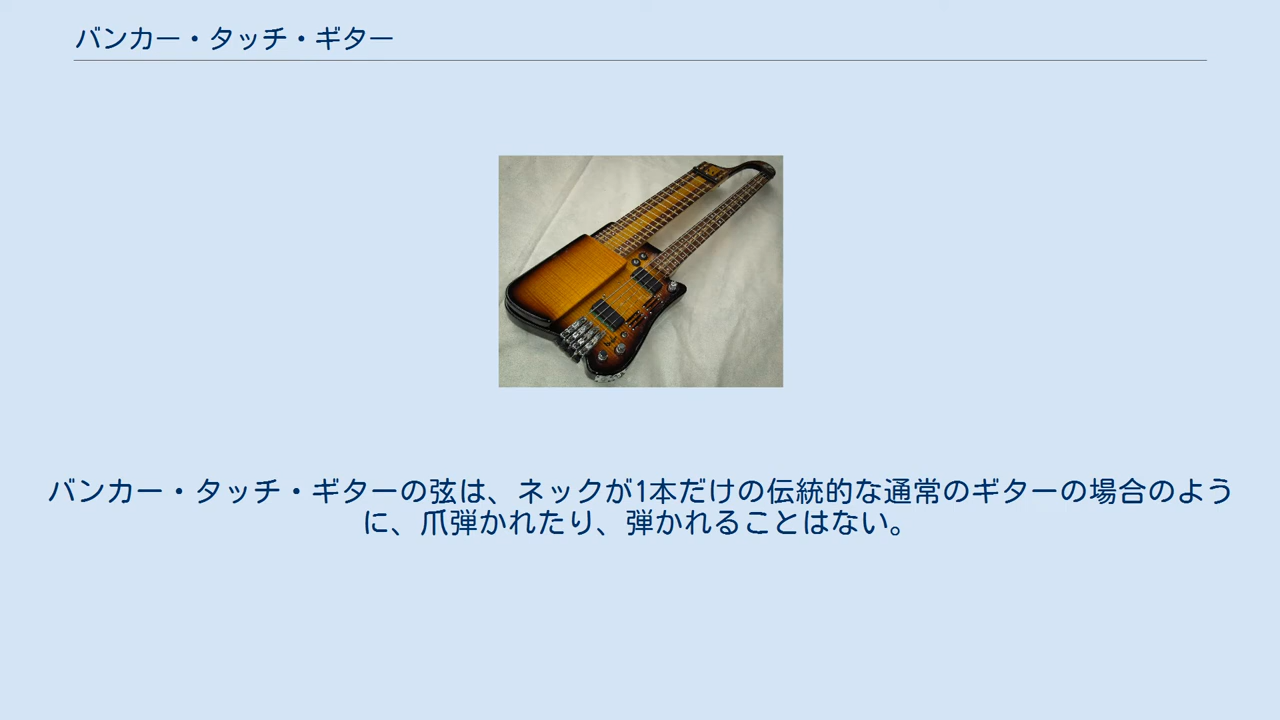 バンカー・タッチ・ギター
バンカー・タッチ・ギターの弦は、ネックが1本だけの伝統的な通常のギターの場合のよう
に、爪弾かれたり、弾かれることはない。